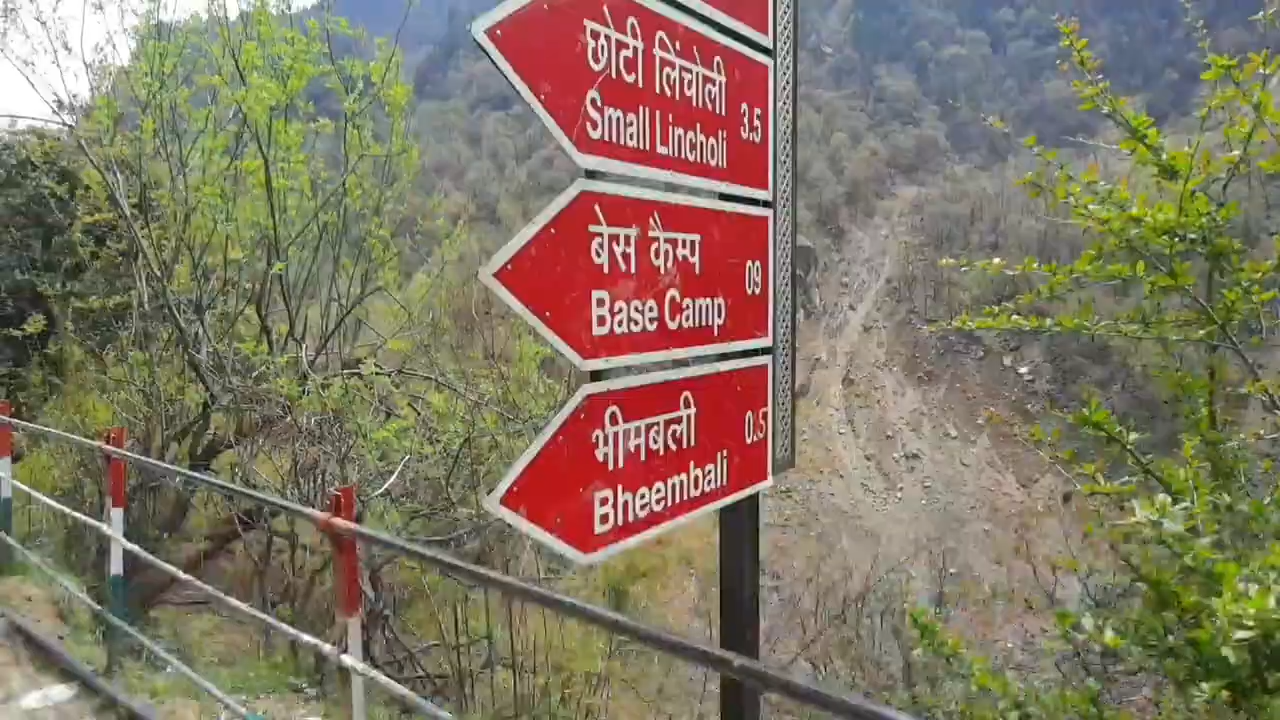 छोटी लिंचोली
Small Lincholi
3.5
बेस कैम्प
Base Camp
09
भीमबली
Bheembali
0.5